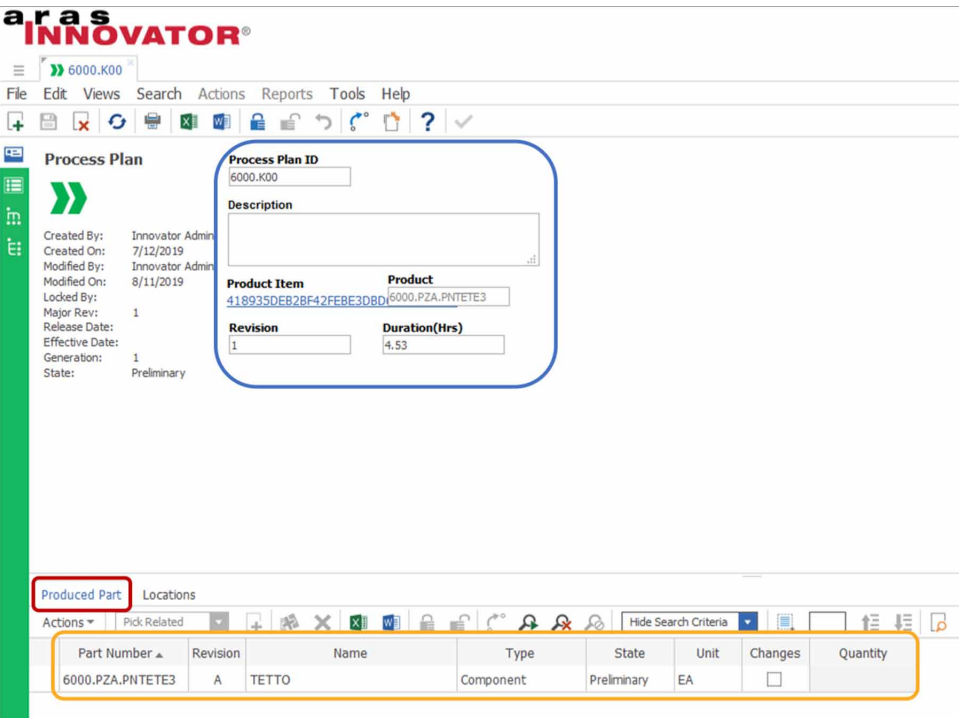 aras
INNOVATOR®
6000.K00
File Edit Views Search Actions Reports Tools Help
Process Plan
Created By: Innovator Admin
Created On: 7/12/2019
Modified By: Innovator Admin
Modified On: 8/11/2019
Locked By:
Major Rev: 1
Release Date:
Effective Date:
Generation: 1
State: Preliminary
Process Plan ID
6000.K00
Description
Product Item Product
418935DEB2BF42FEBE3DBD 6000.PZA.PNTETE3
Revision Duration(Hrs)
1 4.53
Produced Part Locations
Actions Pick Related Hide Search Criteria
Part Number Revision Name Type State Unit Changes Quantity
6000.PZA.PNTETE3 A TETTO Component Preliminary EA